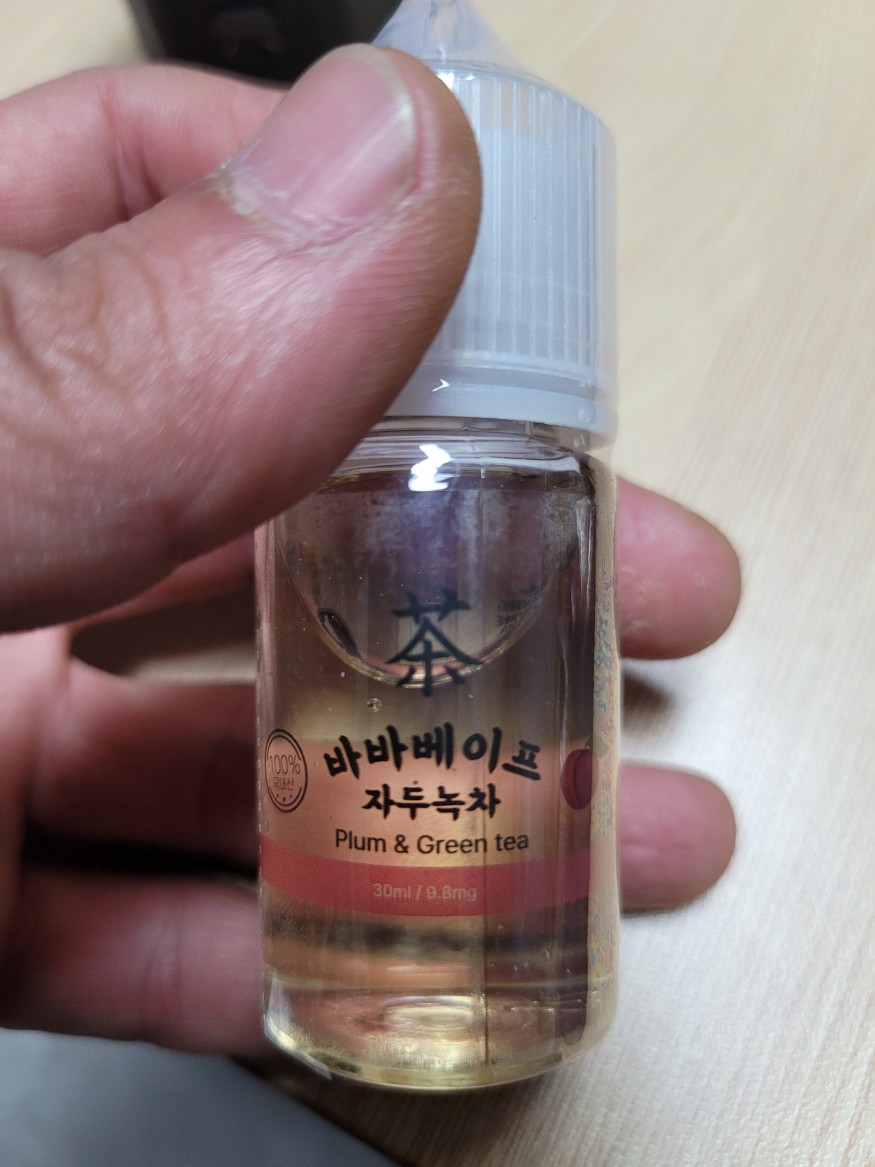 茶
100%
국내산
바바베이프
자두녹차
Plum & Green tea
30ml / 9.8mg